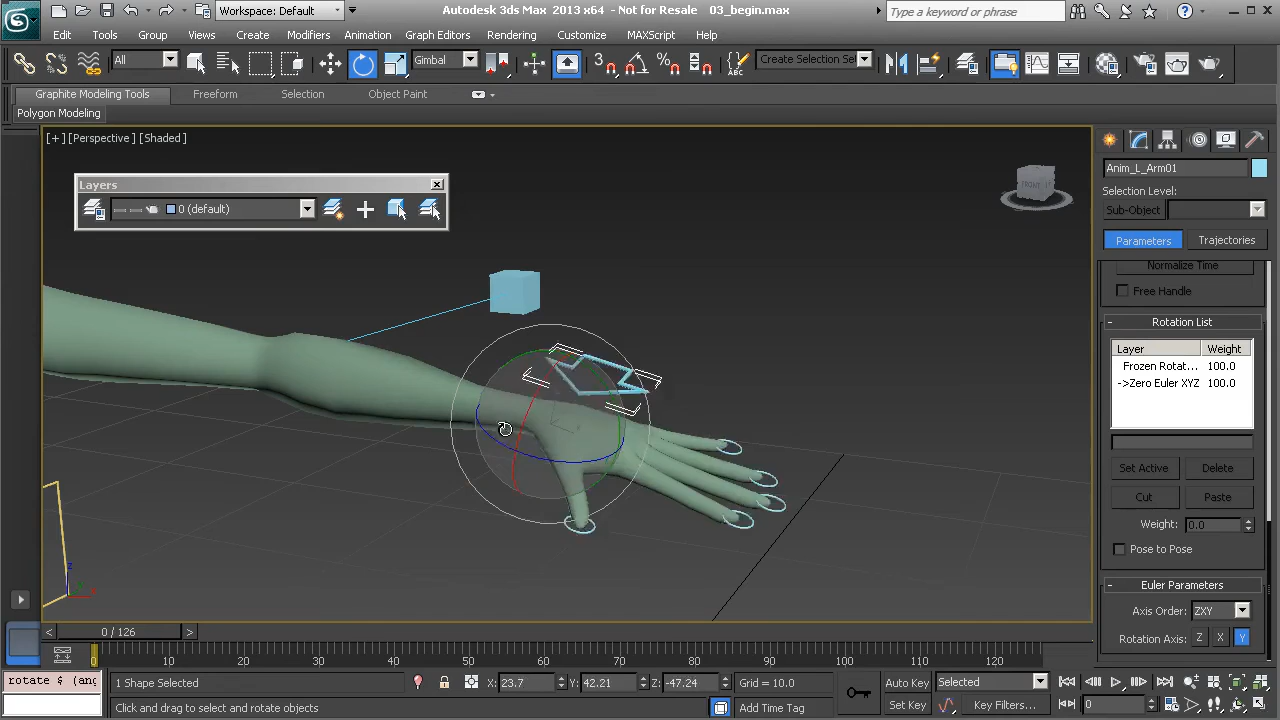 Workspace: Default
Autodesk 3ds Max 2013 x64 - Not for Resale 03_begin.max
Type a keyword or phrase
Edit Tools Group Views Create Modifiers Animation Graph Editors Rendering Customize MAXScript Help
All
Gimbal
3
Create Selection Se
Graphite Modeling Tools Freeform Selection Object Paint
Polygon Modeling
[+][Perspective][Shaded]
FRONT
Layers
0 (default)
Anim_L_Arm01
Selection Level:
Sub-Object
Parameters Trajectories
Normalize Time
Free Handle
- Rotation List
Layer Weight
Frozen Rotat... 100.0
->Zero Euler XYZ 100.0
Set Active Delete
Cut Paste
Weight: 0.0
Pose to Pose
- Euler Parameters
Axis Order: ZXY
Rotation Axis: Z X Y
z
x
< 0 / 126 >
0 10 20 30 40 50 60 70 80 90 100 110 120
rotate $ (ang
1 Shape Selected
X: 23.7 Y: 42.21 Z: -47.24 Grid = 10.0
Auto Key Selected
Click and drag to select and rotate objects
Add Time Tag
Set Key Key Filters... 0